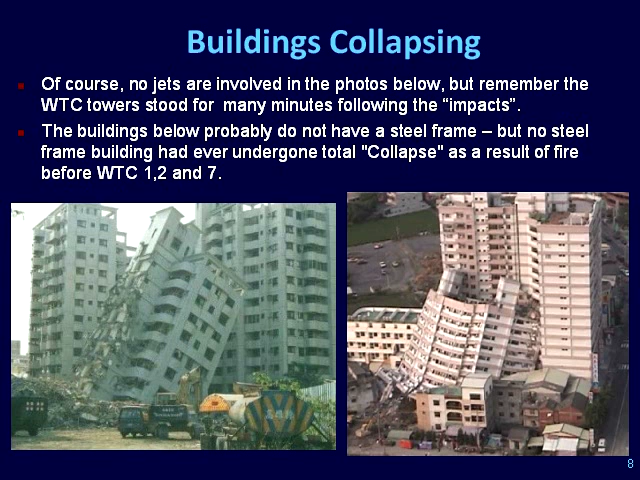 Buildings Collapsing
Of course, no jets are involved in the photos below, but remember the
WTC towers stood for many minutes following the “impacts”.
The buildings below probably do not have a steel frame – but no steel
frame building had ever undergone total "Collapse" as a result of fire
before WTC 1,2 and 7.
8